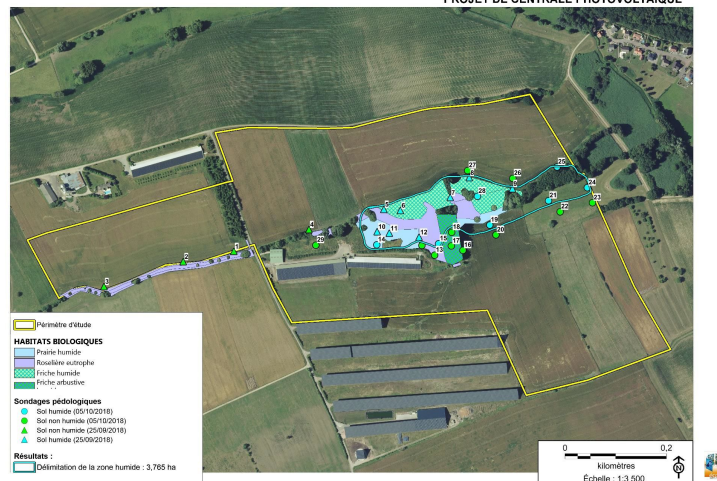 PROJET DE CENTRALE PHOTOVOLTAÏQUE
27
26
25
8
9
24
28
7
21
23
22
5
6
19
20
4
10
11
18
12
15
17
14
16
13
29
1
2
3
Périmètre d'étude
HABITATS BIOLOGIQUES
Prairie humide
Roselière eutrophe
Friche humide
Friche arbustive
Sondages pédologiques
Sol humide (05/10/2018)
Sol non humide (05/10/2018)
Sol non humide (25/09/2018)
Sol humide (25/09/2018)
Résultats :
Délimitation de la zone humide : 3,765 ha
0 0,2
kilomètres
N
Échelle : 1:3 500